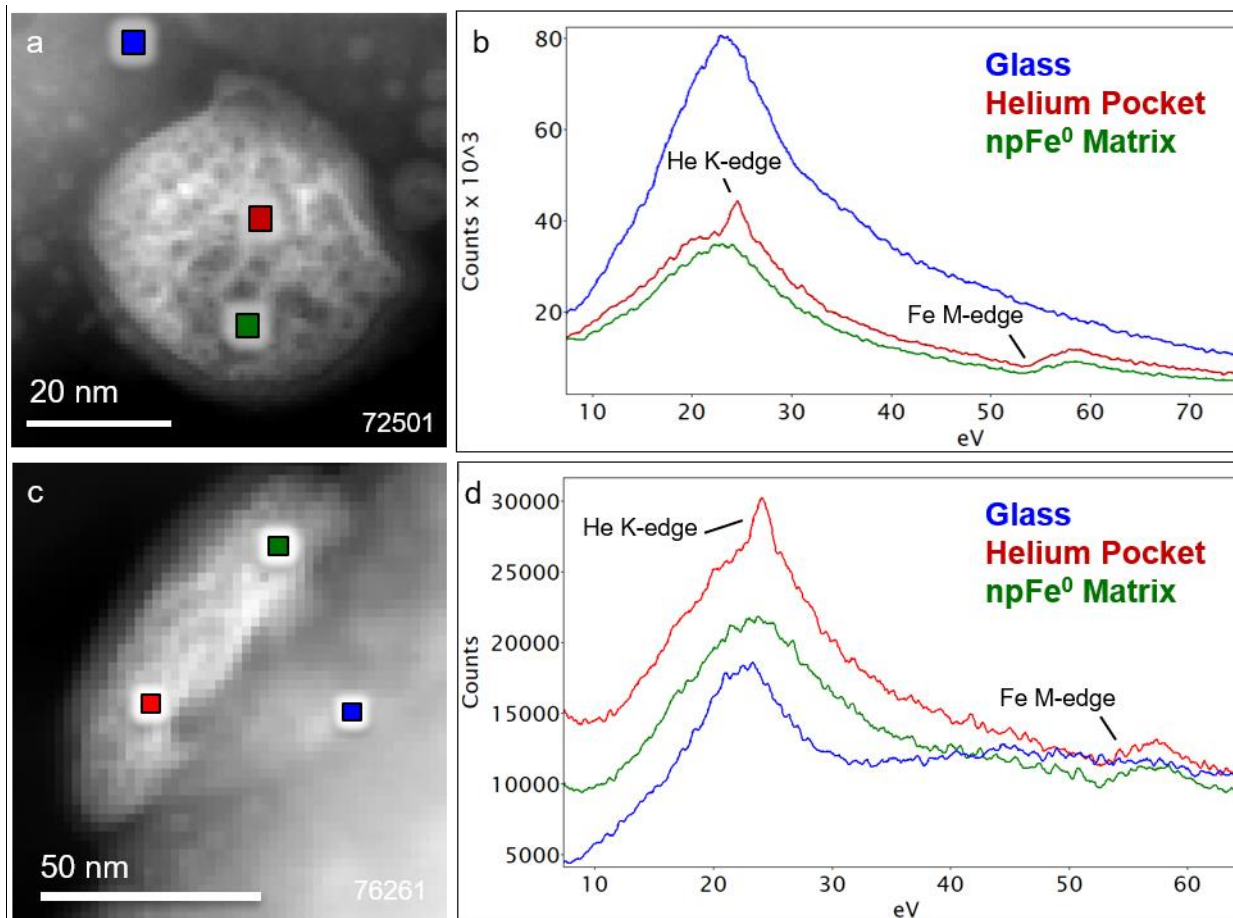 a
20 nm
72501
b
Counts x 10^3
80
60
40
20
10
20
30
40
50
60
70
eV
Glass
Helium Pocket
npFe⁰ Matrix
He K-edge
Fe M-edge
c
50 nm
76261
d
Counts
30000
25000
20000
15000
10000
5000
10
20
30
40
50
60
eV
Glass
Helium Pocket
npFe⁰ Matrix
He K-edge
Fe M-edge